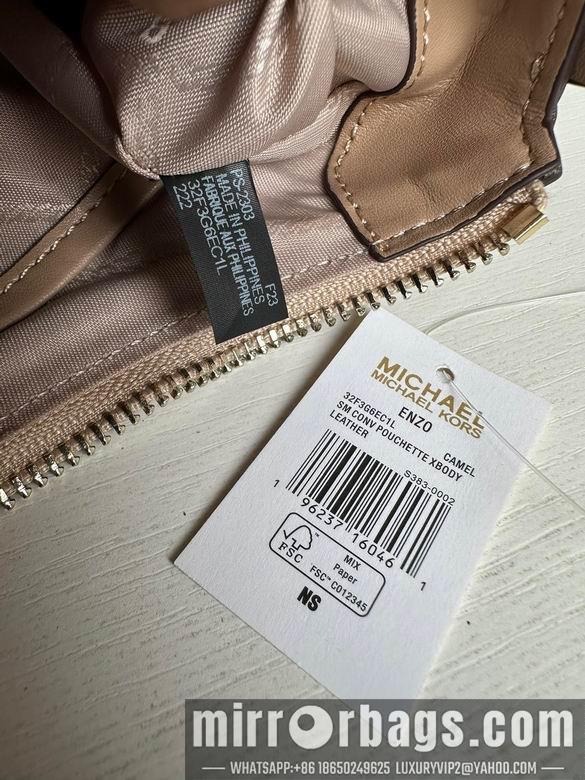 PS-2303
MADE IN PHILIPPINES
FABRIQUE AUX PHILIPPINES
32F3G6EC1L F23
222
MICHAEL
MICHAEL KORS
32F3G6EC1L
ENZO
CAMEL
SM CONV POUCHETTE XBODY
LEATHER
S383-0002
1 96237 16046 1
FSC
MIX
Paper
FSC™ C012345
NS
mirrorbags.com
WHATSAPP:+86 18650249625 LUXURYVIP2@YAHOO.COM